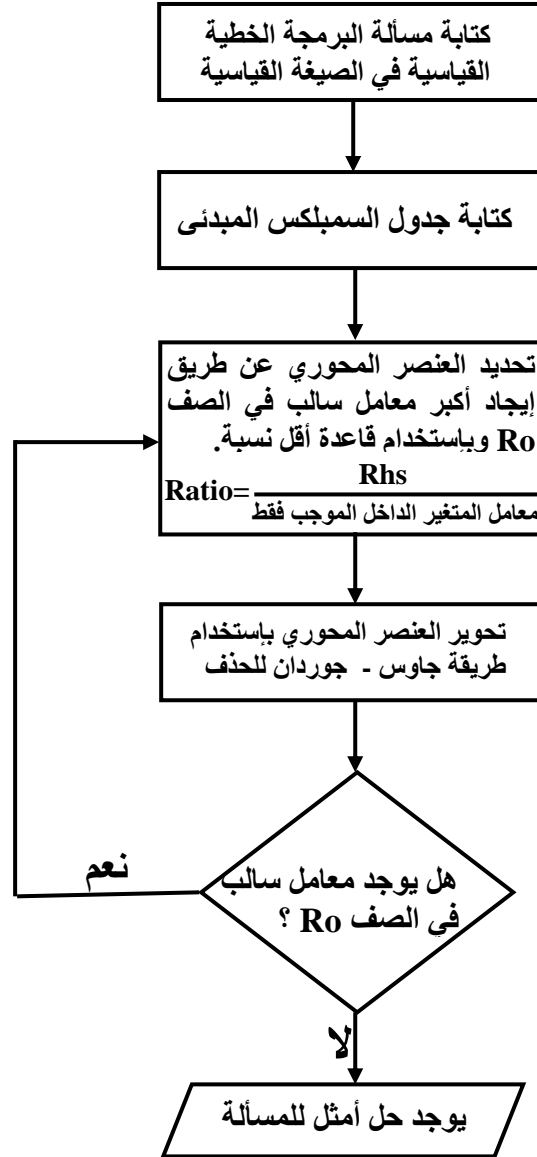 كتابة مسألة البرمجة الخطية
القياسية في الصيغة القياسية
كتابة جدول السمبلكس المبدئى
تحديد العنصر المحوري عن طريق
إيجاد أكبر معامل سالب في الصف
Ro وبإستخدام قاعدة أقل نسبة.
Rhs
Ratio=
معامل المتغير الداخل الموجب فقط
تحوير العنصر المحوري بإستخدام
طريقة جاوس - جوردان للحذف
نعم
هل يوجد معامل سالب
في الصف Ro ؟
لا
يوجد حل أمثل للمسألة